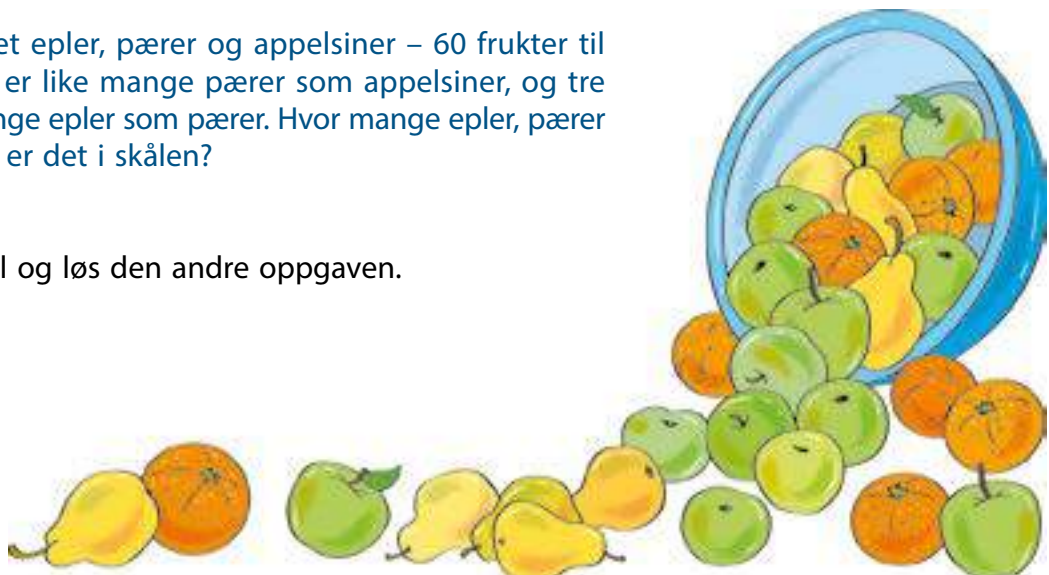 et epler, pærer og appelsiner – 60 frukter til
er like mange pærer som appelsiner, og tre
nge epler som pærer. Hvor mange epler, pærer
er det i skålen?
l og løs den andre oppgaven.